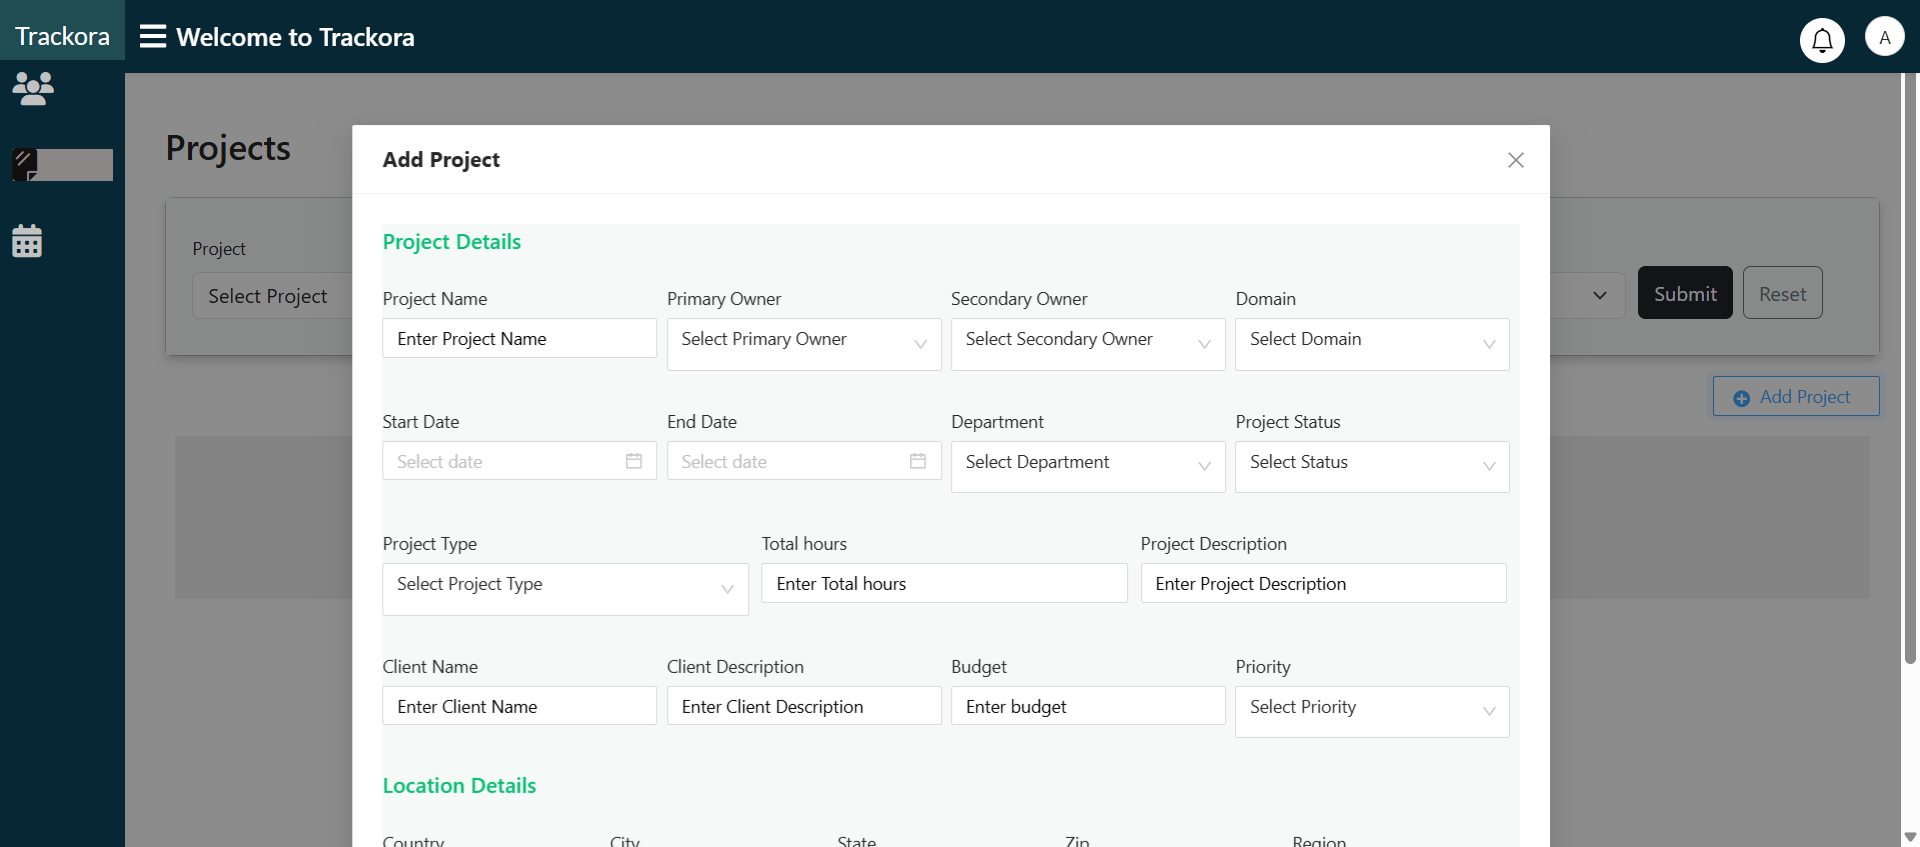 Trackora
Welcome to Trackora
A
Projects
Project
Select Project
Submit
Reset
Add Project
Add Project
Project Details
Project Name
Primary Owner
Secondary Owner
Domain
Enter Project Name
Select Primary Owner
Select Secondary Owner
Select Domain
Start Date
End Date
Department
Project Status
Select date
Select date
Select Department
Select Status
Project Type
Total hours
Project Description
Select Project Type
Enter Total hours
Enter Project Description
Client Name
Client Description
Budget
Priority
Enter Client Name
Enter Client Description
Enter budget
Select Priority
Location Details
Country
City
State
Zip
Region